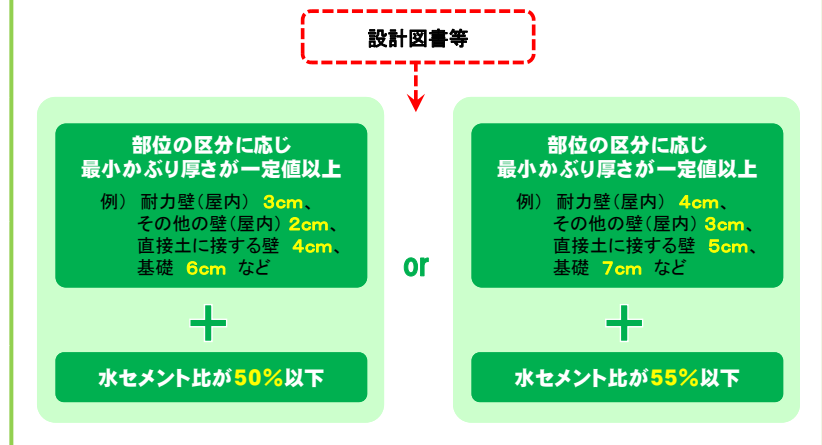 設計図書等
部位の区分に応じ
最小かぶり厚さが一定値以上
例） 耐力壁（屋内） 3cm、
その他の壁（屋内） 2cm、
直接土に接する壁 4cm、
基礎 6cm など
＋
水セメント比が50％以下
or
部位の区分に応じ
最小かぶり厚さが一定値以上
例） 耐力壁（屋内） 4cm、
その他の壁（屋内） 3cm、
直接土に接する壁 5cm、
基礎 7cm など
＋
水セメント比が55％以下